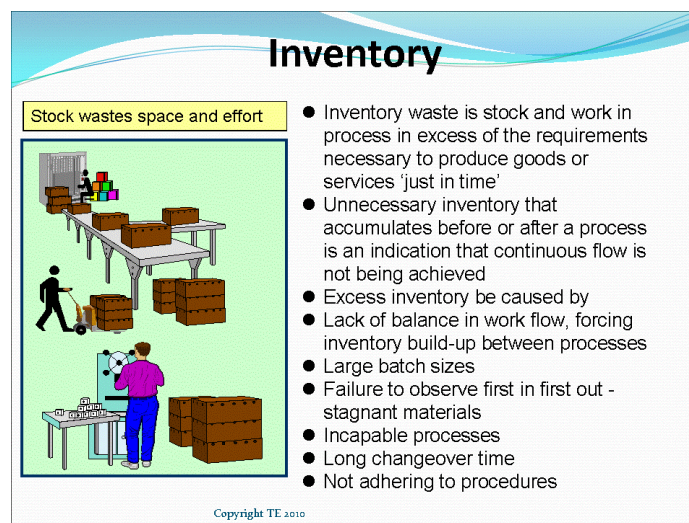 Inventory
Stock wastes space and effort
● Inventory waste is stock and work in
process in excess of the requirements
necessary to produce goods or
services ‘just in time’
● Unnecessary inventory that
accumulates before or after a process
is an indication that continuous flow is
not being achieved
● Excess inventory be caused by
● Lack of balance in work flow, forcing
inventory build-up between processes
● Large batch sizes
● Failure to observe first in first out -
stagnant materials
● Incapable processes
● Long changeover time
● Not adhering to procedures
Copyright TE 2010